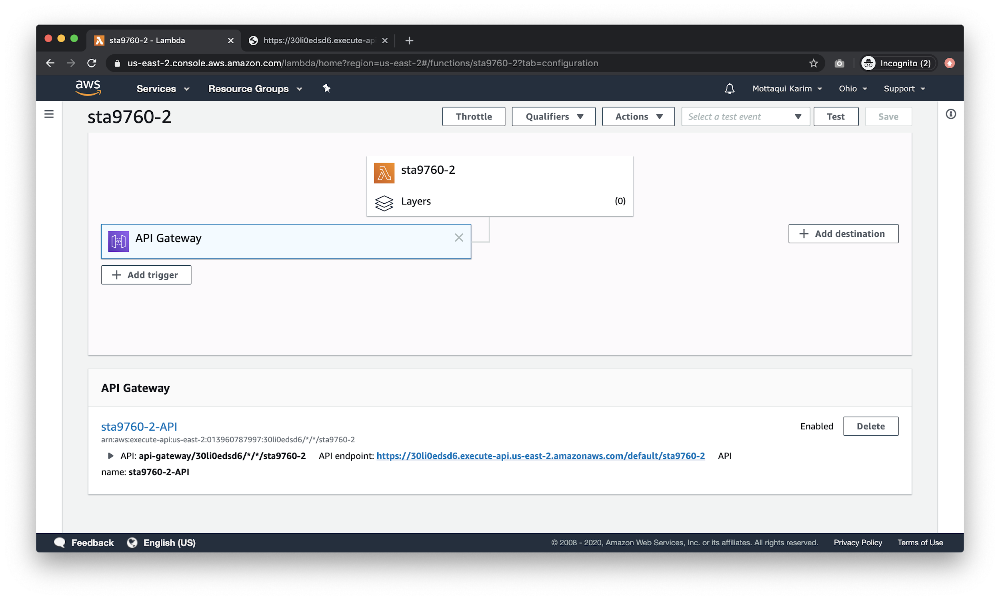 sta9760-2 - Lambda
https://30li0edsd6.execute-api
us-east-2.console.aws.amazon.com/lambda/home?region=us-east-2#/functions/sta9760-2?tab=configuration
Incognito (2)
aws
Services
Resource Groups
Mottaqui Karim
Ohio
Support
sta9760-2
Throttle
Qualifiers
Actions
Select a test event
Test
Save
sta9760-2
Layers
(0)
API Gateway
Add destination
Add trigger
API Gateway
sta9760-2-API
Enabled
Delete
arn:aws:execute-api:us-east-2:013960787997:30li0edsd6/*/*/sta9760-2
API: api-gateway/30li0edsd6/*/*/sta9760-2 API endpoint: https://30li0edsd6.execute-api.us-east-2.amazonaws.com/default/sta9760-2 API
name: sta9760-2-API
Feedback
English (US)
© 2008 - 2020, Amazon Web Services, Inc. or its affiliates. All rights reserved.
Privacy Policy
Terms of Use